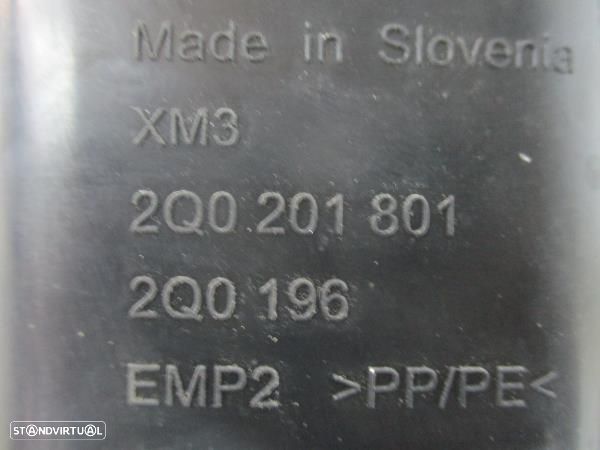 Made in Slovenia
XM3
2Q0 201 801
2Q0 196
EMP2 >PP/PE<
STANDVIRTUAL